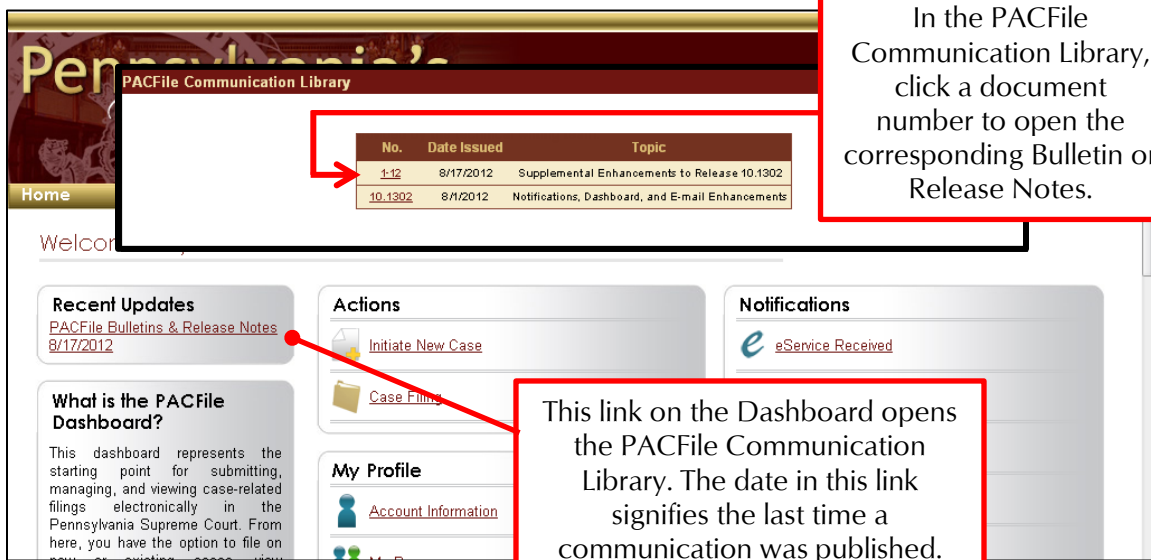 In the PACFile
Communication Library,
click a document
number to open the
corresponding Bulletin
Release Notes.
PACFile Communication Library
No. Date Issued Topic
1-12 8/17/2012 Supplemental Enhancements to Release 10.1302
10.1302 8/1/2012 Notifications, Dashboard, and E-mail Enhancements
Home
Recent Updates
PACFile Bulletins & Release Notes
8/17/2012
What is the PACFile
Dashboard?
This dashboard represents the
starting point for submitting,
managing, and viewing case-related
filings electronically in the
Pennsylvania Supreme Court. From
here, you have the option to file on
Actions
Initiate New Case
Case Filing
My Profile
Account Information
Notifications
eService Received
This link on the Dashboard opens
the PACFile Communication
Library. The date in this link
signifies the last time a
communication was published.